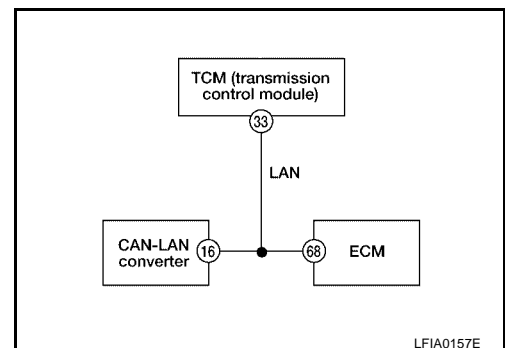 TCM (transmission
control module)
33
LAN
CAN-LAN
converter
16
68
ECM
LFIA0157E